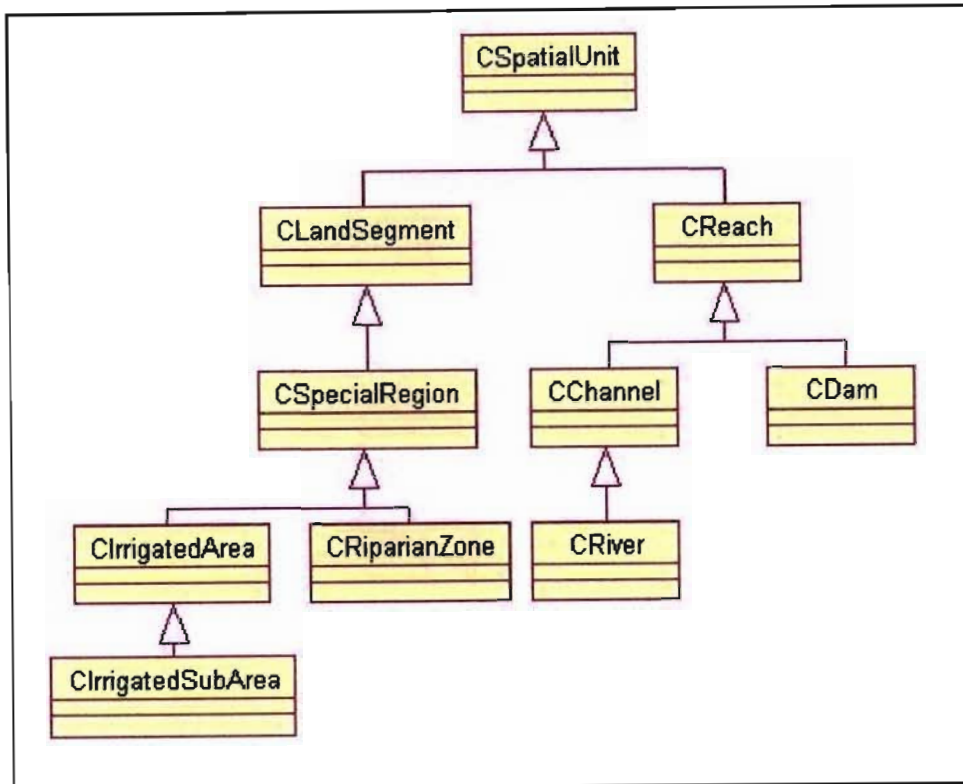 CSpatialUnit
CLandSegment
CReach
CSpecialRegion
CChannel
CDam
CIrrigatedArea
CRiparianZone
CRiver
CIrrigatedSubArea